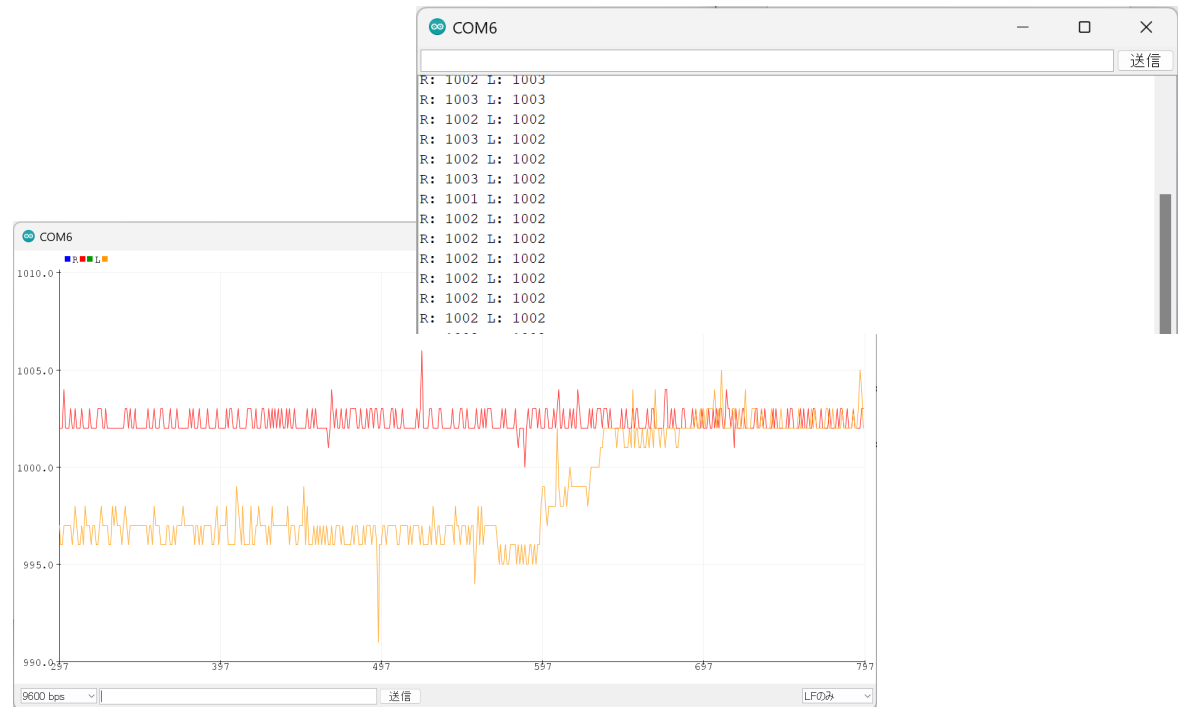 COM6
送信
R: 1002 L: 1003
R: 1003 L: 1003
R: 1002 L: 1002
R: 1003 L: 1002
R: 1002 L: 1002
R: 1003 L: 1002
R: 1001 L: 1002
R: 1002 L: 1002
R: 1002 L: 1002
R: 1002 L: 1002
R: 1002 L: 1002
R: 1002 L: 1002
R: 1002 L: 1002
COM6
R L
1010.0
1005.0
1000.0
995.0
990.0
297 397 497 597 697 797
9600 bps 送信 LFのみ